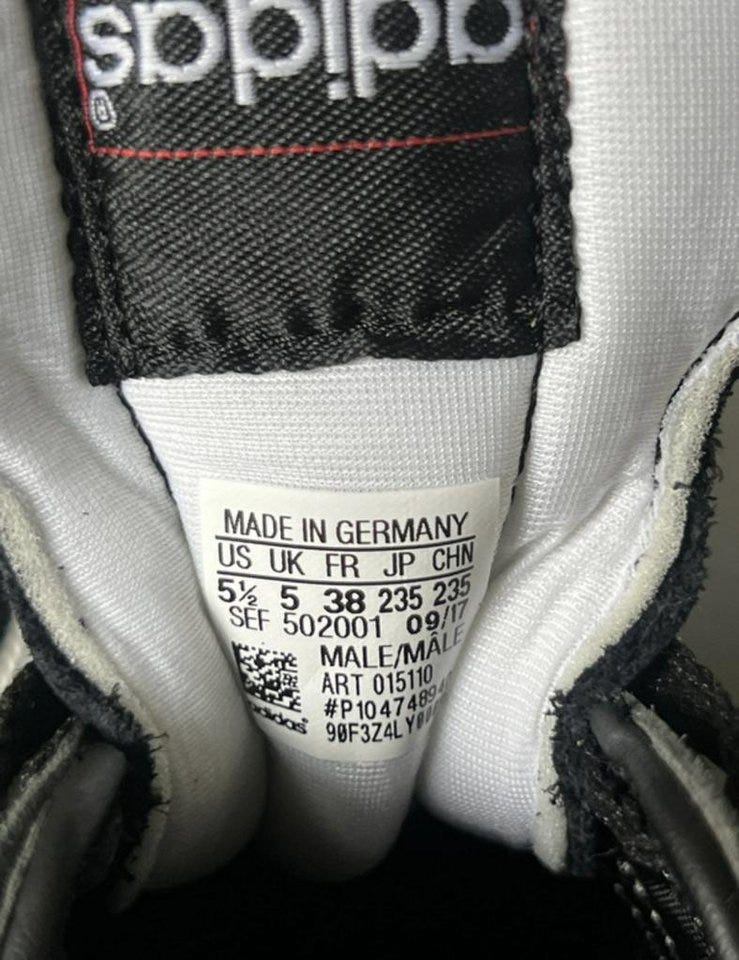 adidas®
MADE IN GERMANY
US UK FR JP CHN
5½ 5 38 235 235
SEF 502001 09/17
MALE/MÂLE
ART 015110
adidas